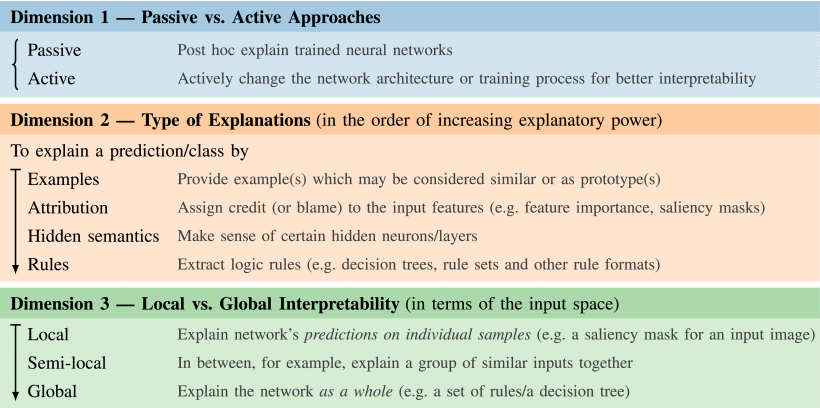 Dimension 1 — Passive vs. Active Approaches
Passive Post hoc explain trained neural networks
Active Actively change the network architecture or training process for better interpretability
Dimension 2 — Type of Explanations (in the order of increasing explanatory power)
To explain a prediction/class by
Examples Provide example(s) which may be considered similar or as prototype(s)
Attribution Assign credit (or blame) to the input features (e.g. feature importance, saliency masks)
Hidden semantics Make sense of certain hidden neurons/layers
Rules Extract logic rules (e.g. decision trees, rule sets and other rule formats)
Dimension 3 — Local vs. Global Interpretability (in terms of the input space)
Local Explain network's predictions on individual samples (e.g. a saliency mask for an input image)
Semi-local In between, for example, explain a group of similar inputs together
Global Explain the network as a whole (e.g. a set of rules/a decision tree)